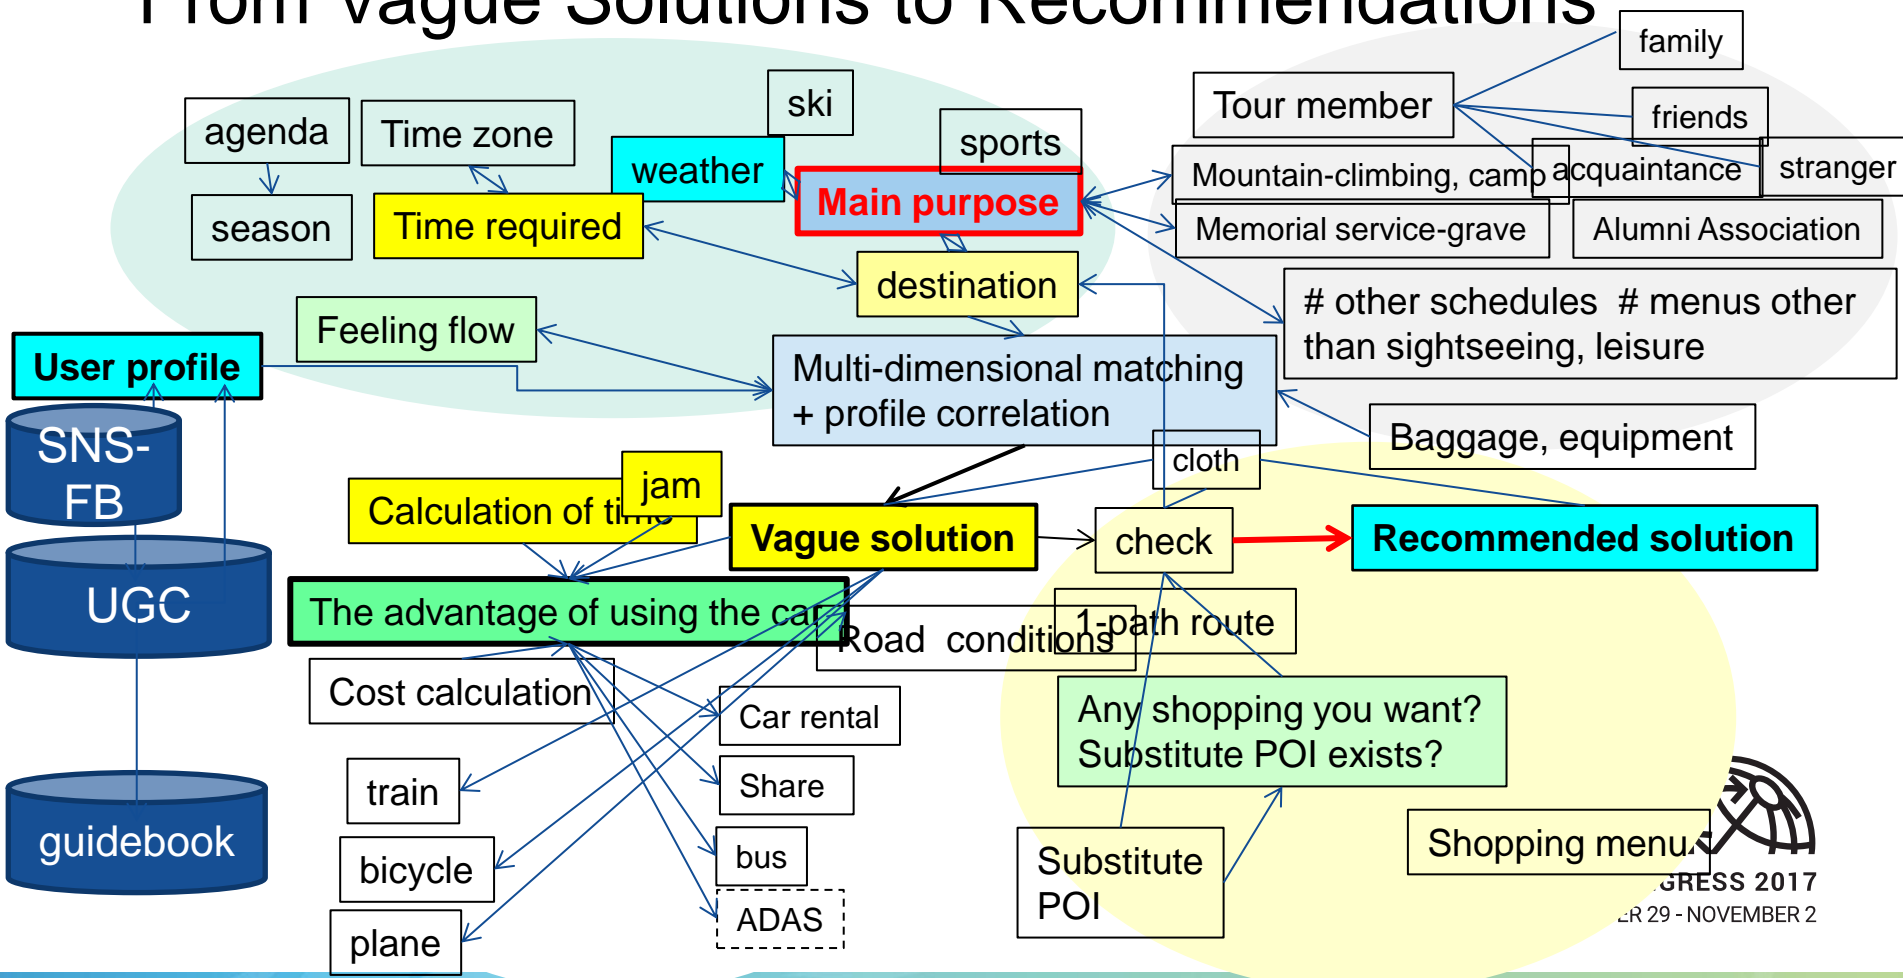 From Vague Solutions to Recommendations
family
ski
Tour member
agenda
Time zone
friends
sports
weather
Mountain-climbing, camp
acquaintance
stranger
Main purpose
season
Time required
Memorial service-grave
Alumni Association
destination
# other schedules # menus other
than sightseeing, leisure
Feeling flow
User profile
Multi-dimensional matching
+ profile correlation
SNS-
FB
Baggage, equipment
cloth
jam
Calculation of time
Vague solution
check
Recommended solution
UGC
The advantage of using the car
Road conditions
1-path route
Cost calculation
Car rental
Any shopping you want?
Substitute POI exists?
train
Share
guidebook
Shopping menu
bicycle
bus
Substitute
POI
GRESS 2017
ADAS
ER 29 - NOVEMBER 2
plane